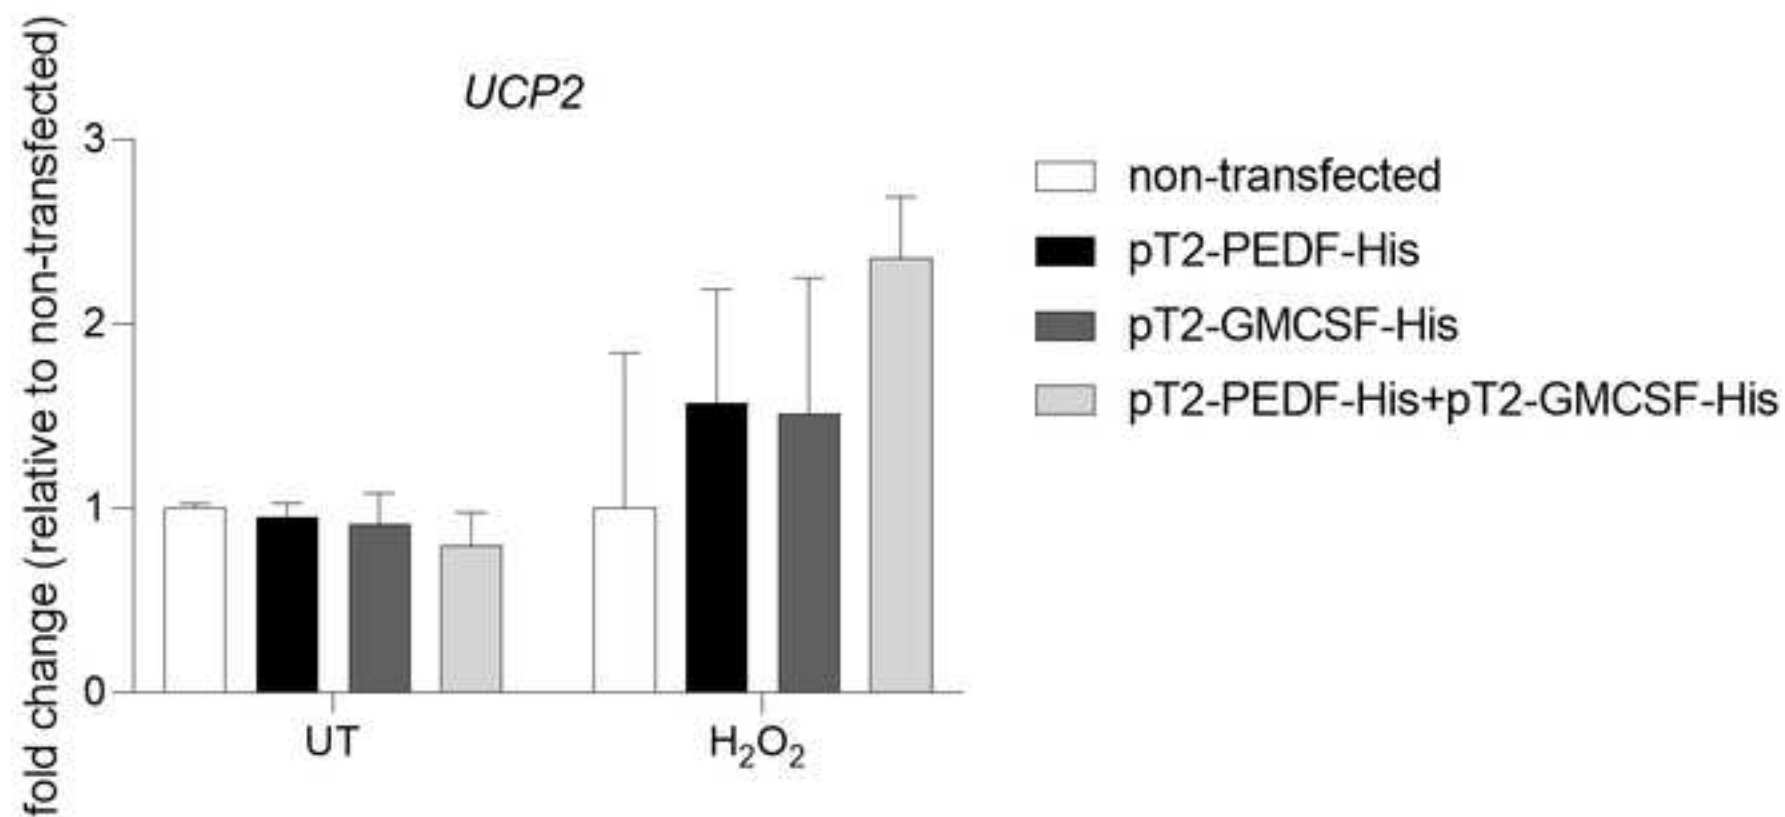 UCP2
fold change (relative to non-transfected)
3
2
1
0
UT
H₂O₂
non-transfected
pT2-PEDF-His
pT2-GMCSF-His
pT2-PEDF-His+pT2-GMCSF-His